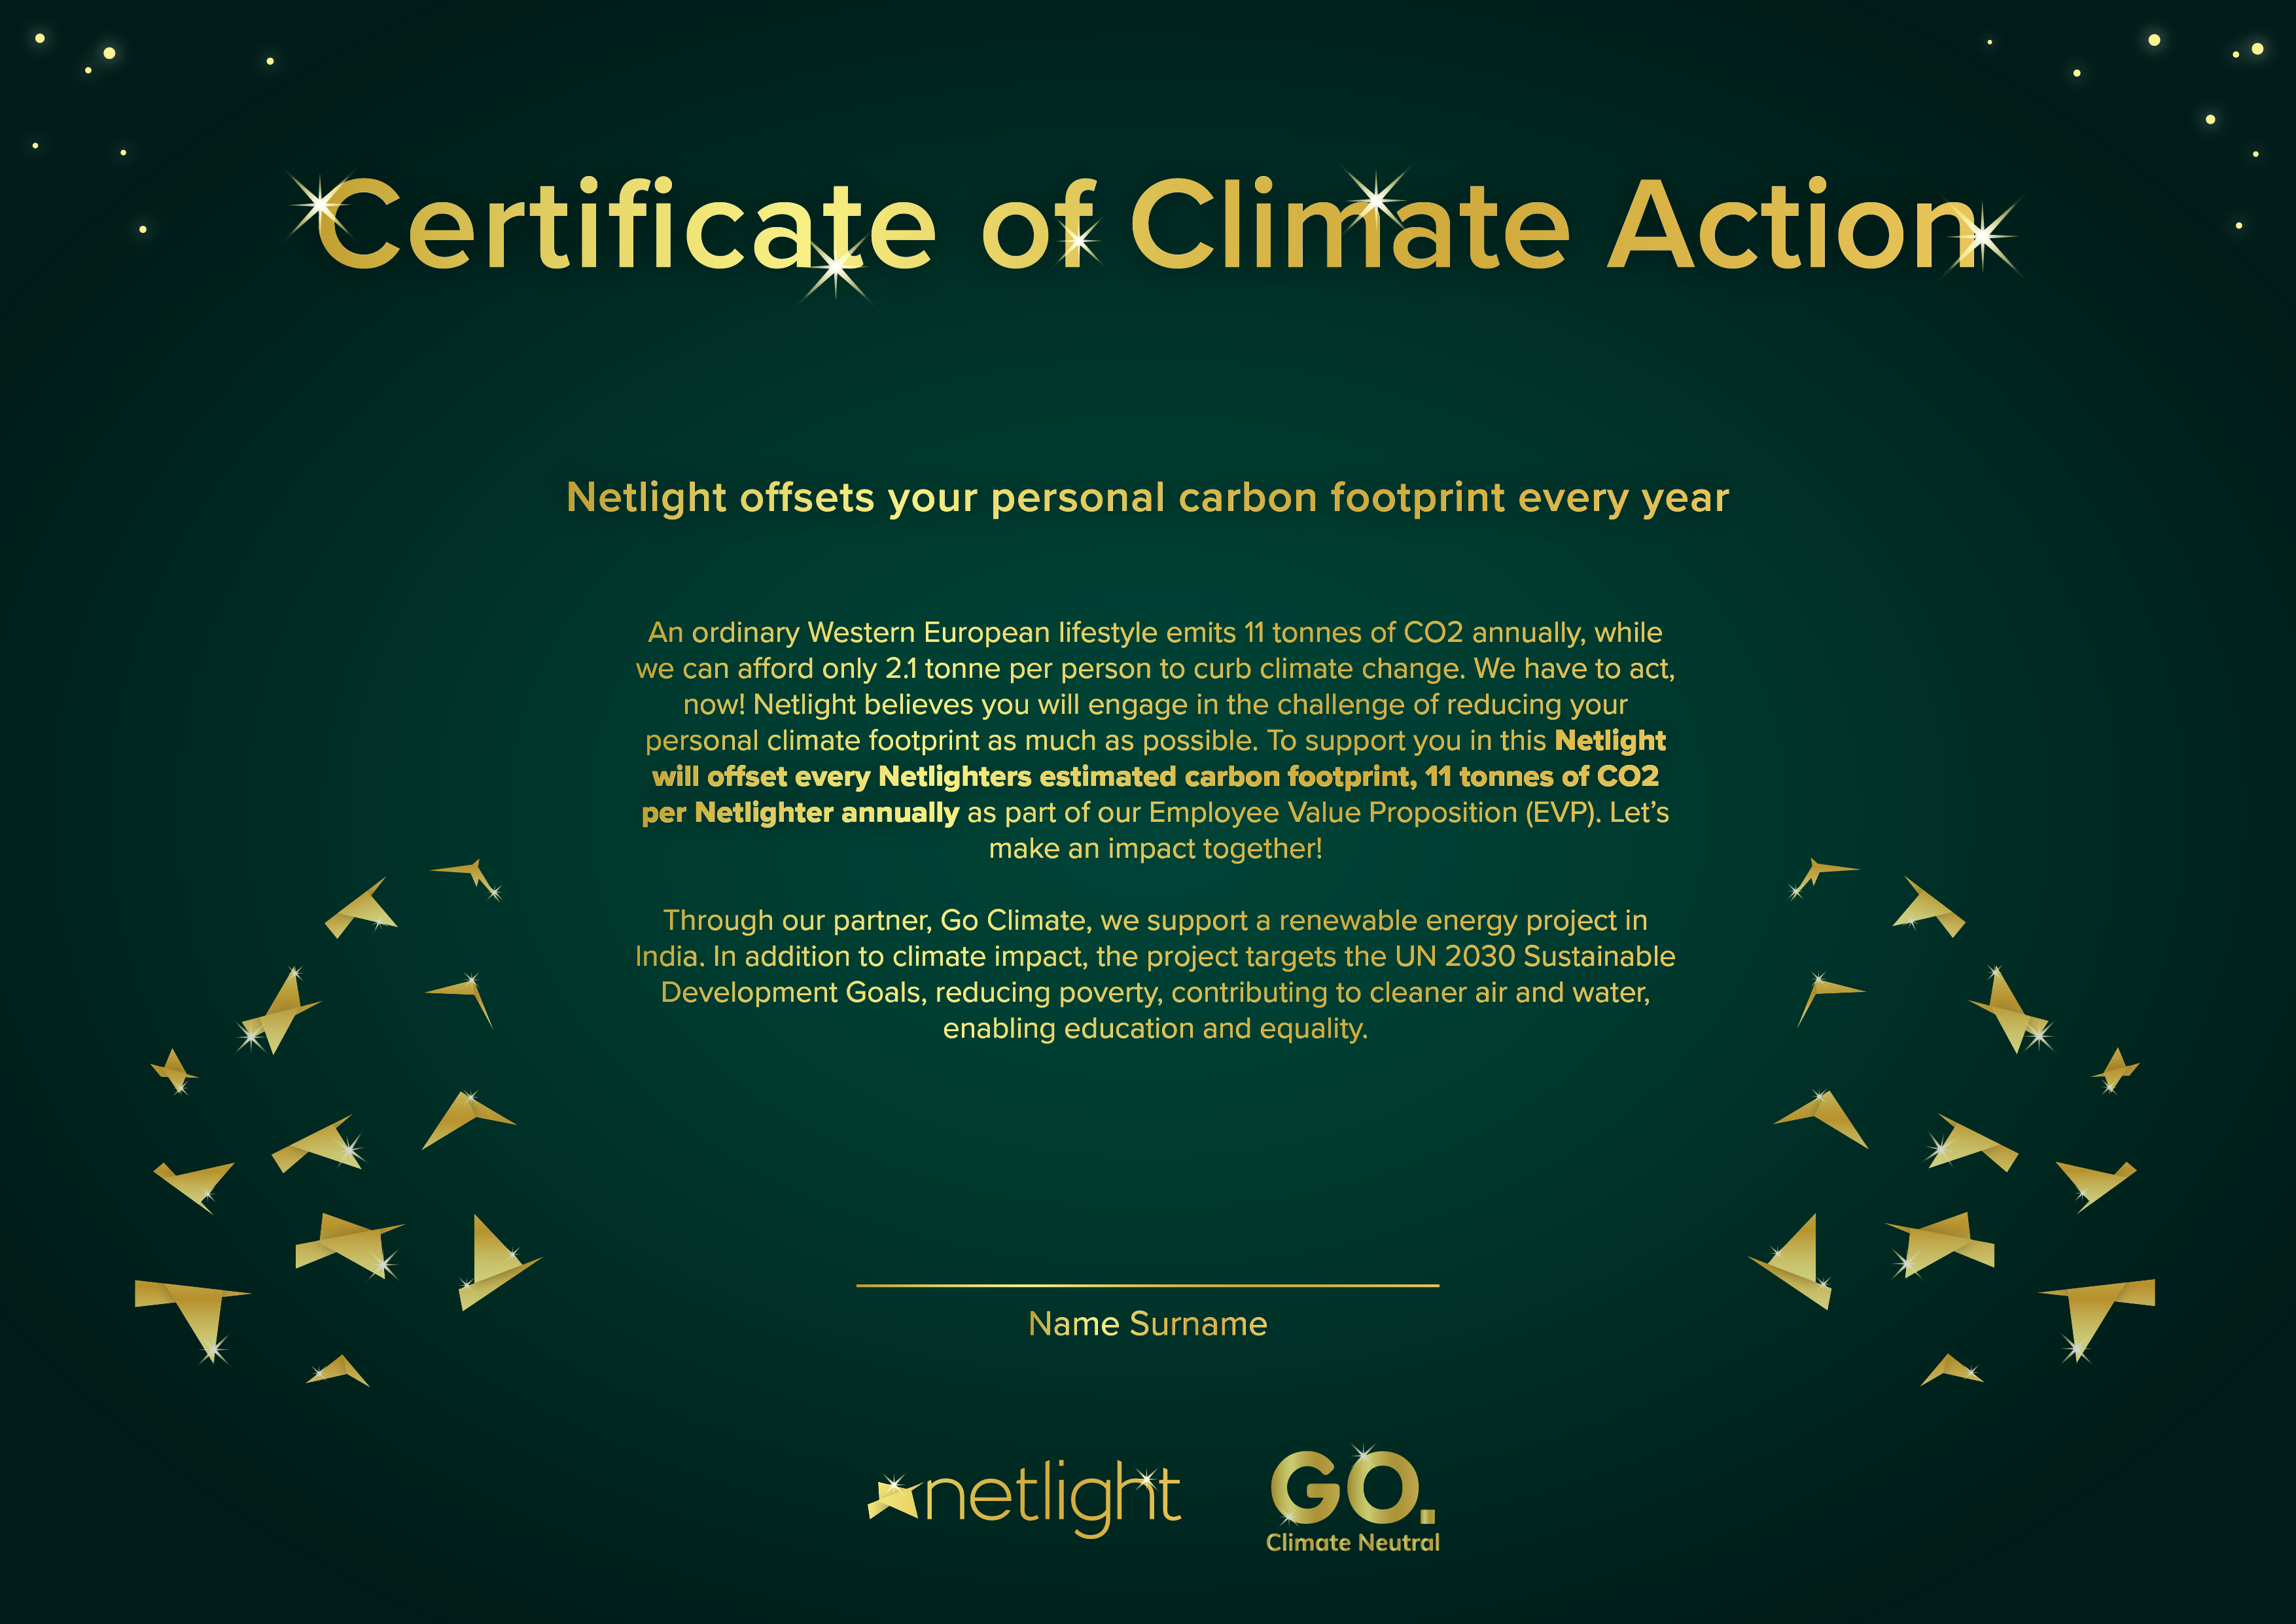 Certificate of Climate Action
Netlight offsets your personal carbon footprint every year
An ordinary Western European lifestyle emits 11 tonnes of CO2 annually, while
we can afford only 2.1 tonne per person to curb climate change. We have to act,
now! Netlight believes you will engage in the challenge of reducing your
personal climate footprint as much as possible. To support you in this Netlight
will offset every Netlighters estimated carbon footprint, 11 tonnes of CO2
per Netlighter annually as part of our Employee Value Proposition (EVP). Let's
make an impact together!
Through our partner, Go Climate, we support a renewable energy project in
India. In addition to climate impact, the project targets the UN 2030 Sustainable
Development Goals, reducing poverty, contributing to cleaner air and water,
enabling education and equality.
Name Surname
netlight
GO.
Climate Neutral